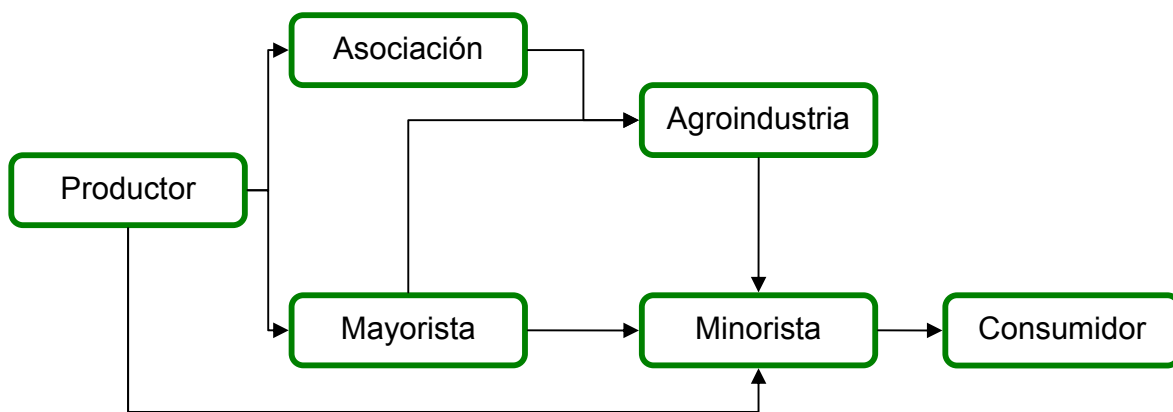 Asociación
Agroindustria
Productor
Mayorista
Minorista
Consumidor